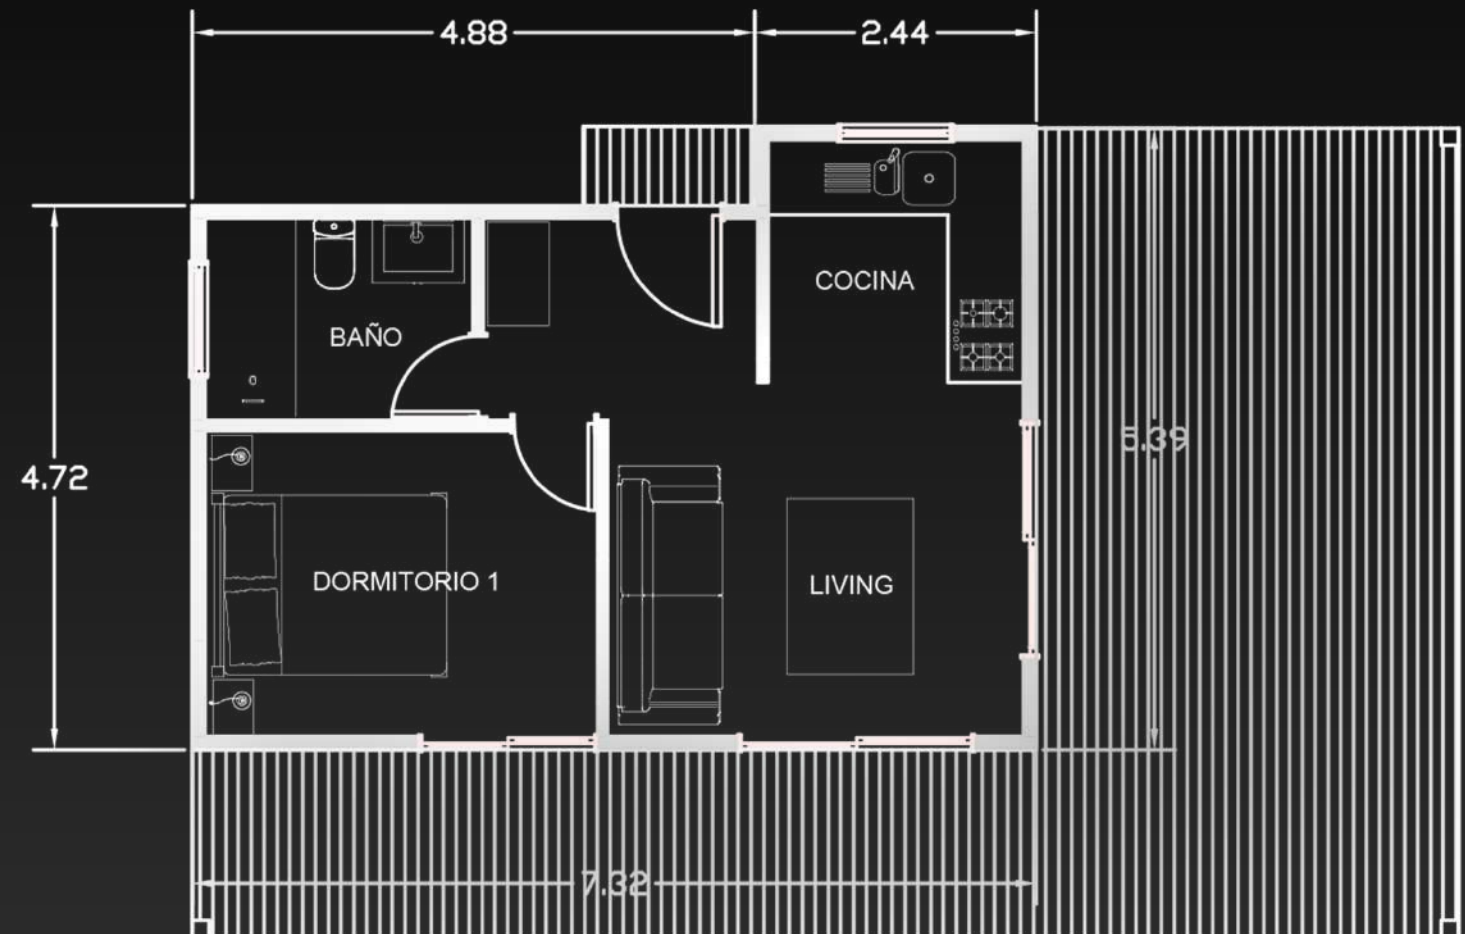 4.88
2.44
COCINA
BAÑO
5.39
4.72
DORMITORIO 1
LIVING
7.32